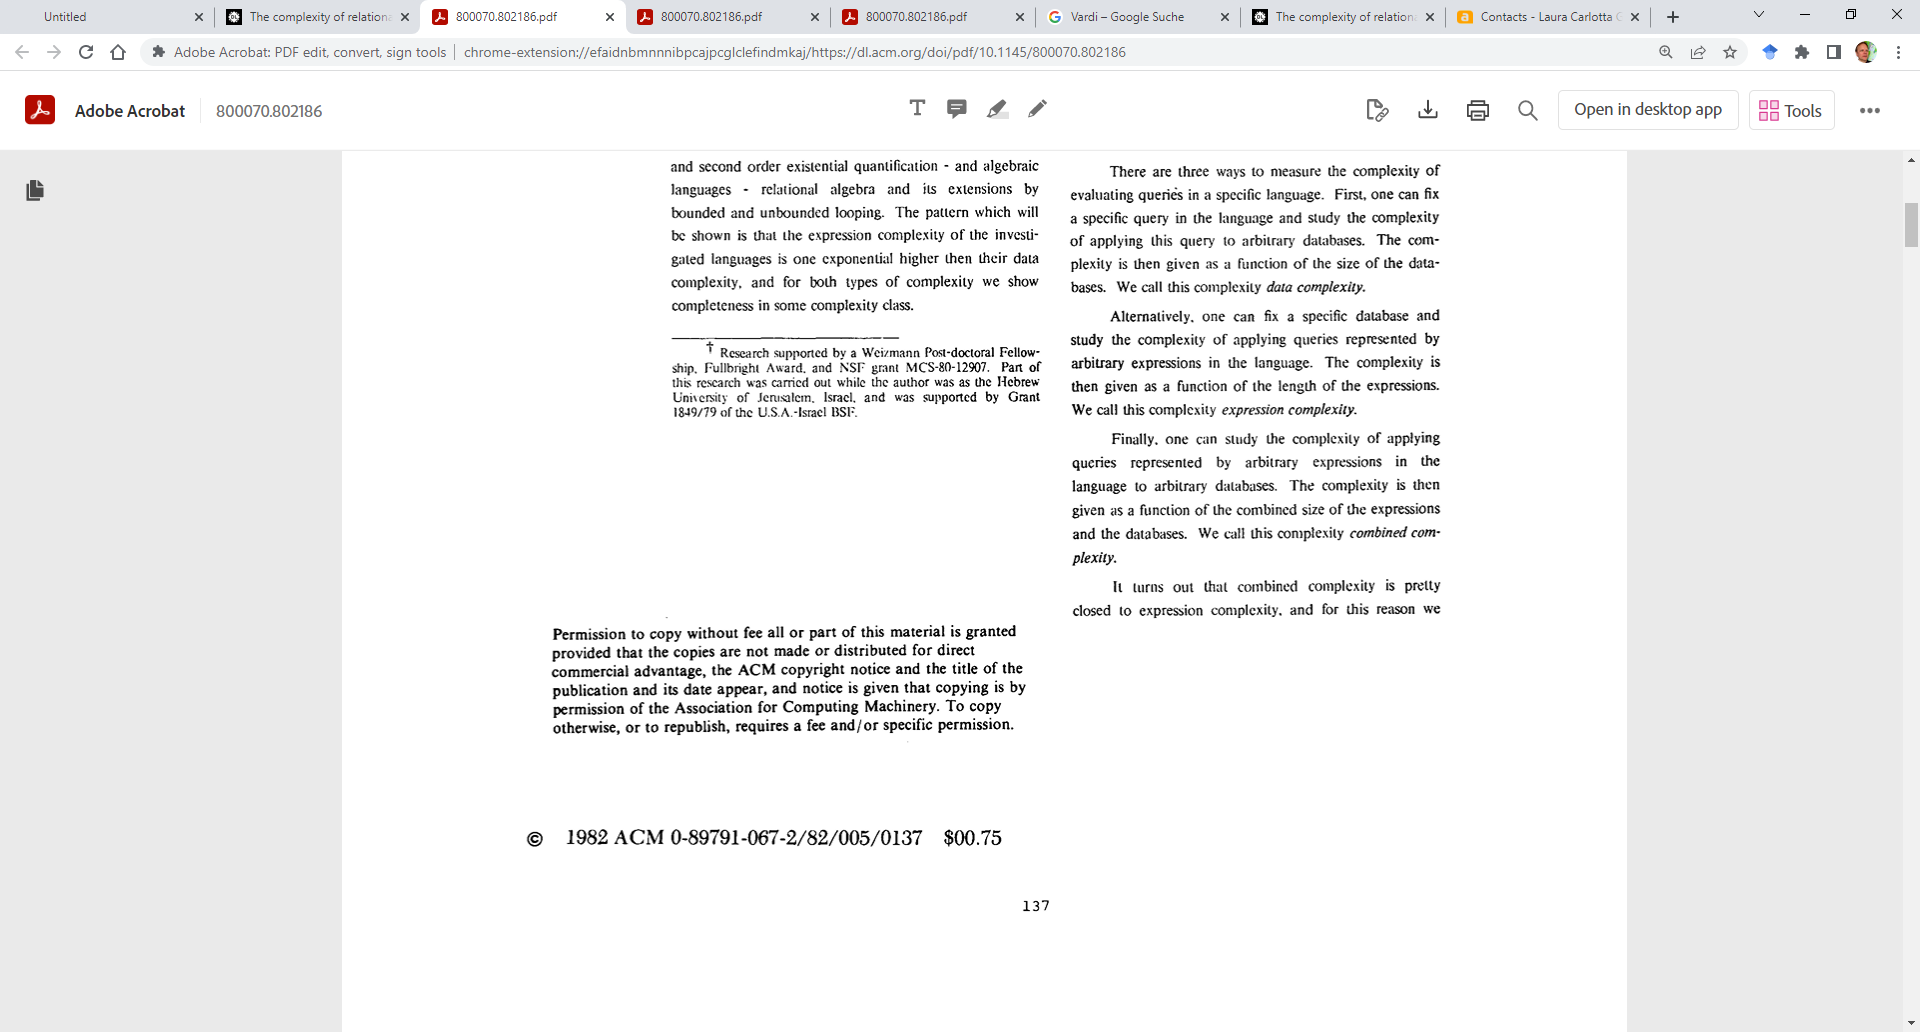 Untitled
The complexity of relationa
800070.802186.pdf
800070.802186.pdf
800070.802186.pdf
Vardi – Google Suche
The complexity of relation
Contacts - Laura Carlotta
Adobe Acrobat: PDF edit, convert, sign tools
chrome-extension://efaidnbmnnnibpcajpcglclefindmkaj/https://dl.acm.org/doi/pdf/10.1145/800070.802186
Adobe Acrobat
800070.802186
Open in desktop app
Tools
and second order existential quantification - and algebraic
languages - relational algebra and its extensions by
bounded and unbounded looping. The pattern which will
be shown is that the expression complexity of the investi-
gated languages is one exponential higher then their data
complexity, and for both types of complexity we show
completeness in some complexity class.
† Research supported by a Weizmann Post-doctoral Fellow-
ship, Fullbright Award, and NSF grant MCS-80-12907. Part of
this research was carried out while the author was as the Hebrew
University of Jerusalem, Israel, and was supported by Grant
1849/79 of the U.S.A.-Israel BSF.
Permission to copy without fee all or part of this material is granted
provided that the copies are not made or distributed for direct
commercial advantage, the ACM copyright notice and the title of the
publication and its date appear, and notice is given that copying is by
permission of the Association for Computing Machinery. To copy
otherwise, or to republish, requires a fee and/or specific permission.
There are three ways to measure the complexity of
evaluating queries in a specific language. First, one can fix
a specific query in the language and study the complexity
of applying this query to arbitrary databases. The com-
plexity is then given as a function of the size of the data-
bases. We call this complexity data complexity.
Alternatively, one can fix a specific database and
study the complexity of applying queries represented by
arbitrary expressions in the language. The complexity is
then given as a function of the length of the expressions.
We call this complexity expression complexity.
Finally, one can study the complexity of applying
queries represented by arbitrary expressions in the
language to arbitrary databases. The complexity is then
given as a function of the combined size of the expressions
and the databases. We call this complexity combined com-
plexity.
It turns out that combined complexity is pretty
closed to expression complexity, and for this reason we
© 1982 ACM 0-89791-067-2/82/005/0137 $00.75
137